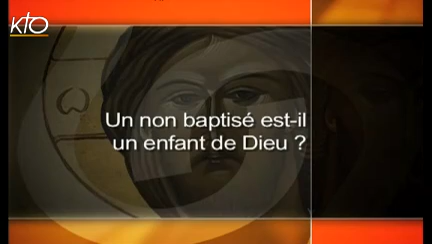 KTO
Un non baptisé est-il
un enfant de Dieu ?